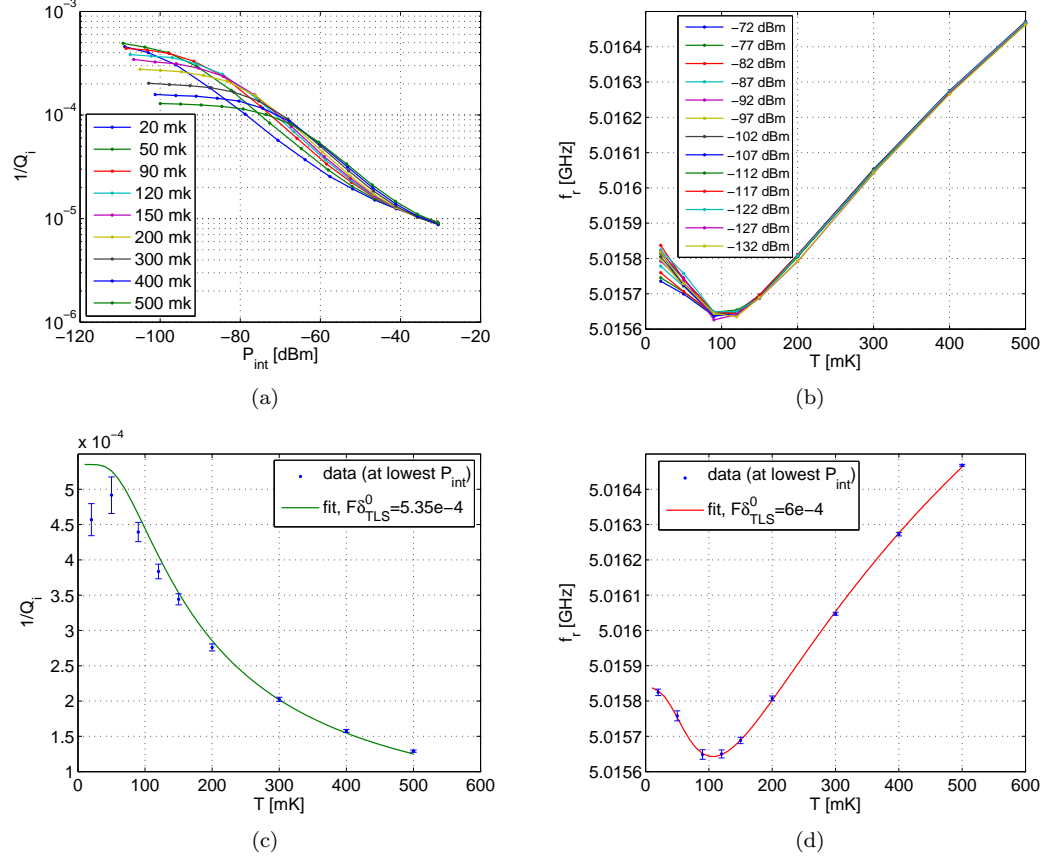 10⁻³
10⁻⁴
10⁻⁵
10⁻⁶
1/Qᵢ
20 mk
50 mk
90 mk
120 mk
150 mk
200 mk
300 mk
400 mk
500 mk
−120 −100 −80 −60 −40 −20
P_int [dBm]
(a)
5.0164
5.0163
5.0162
5.0161
5.016
5.0159
5.0158
5.0157
5.0156
f_r [GHz]
−72 dBm
−77 dBm
−82 dBm
−87 dBm
−92 dBm
−97 dBm
−102 dBm
−107 dBm
−112 dBm
−117 dBm
−122 dBm
−127 dBm
−132 dBm
0 100 200 300 400 500
T [mK]
(b)
x 10⁻⁴
5
4.5
4
3.5
3
2.5
2
1.5
1
1/Qᵢ
data (at lowest P_int)
fit, Fδ⁰_TLS=5.35e−4
0 100 200 300 400 500 600
T [mK]
(c)
5.0164
5.0163
5.0162
5.0161
5.016
5.0159
5.0158
5.0157
5.0156
f_r [GHz]
data (at lowest P_int)
fit, Fδ⁰_TLS=6e−4
0 100 200 300 400 500 600
T [mK]
(d)